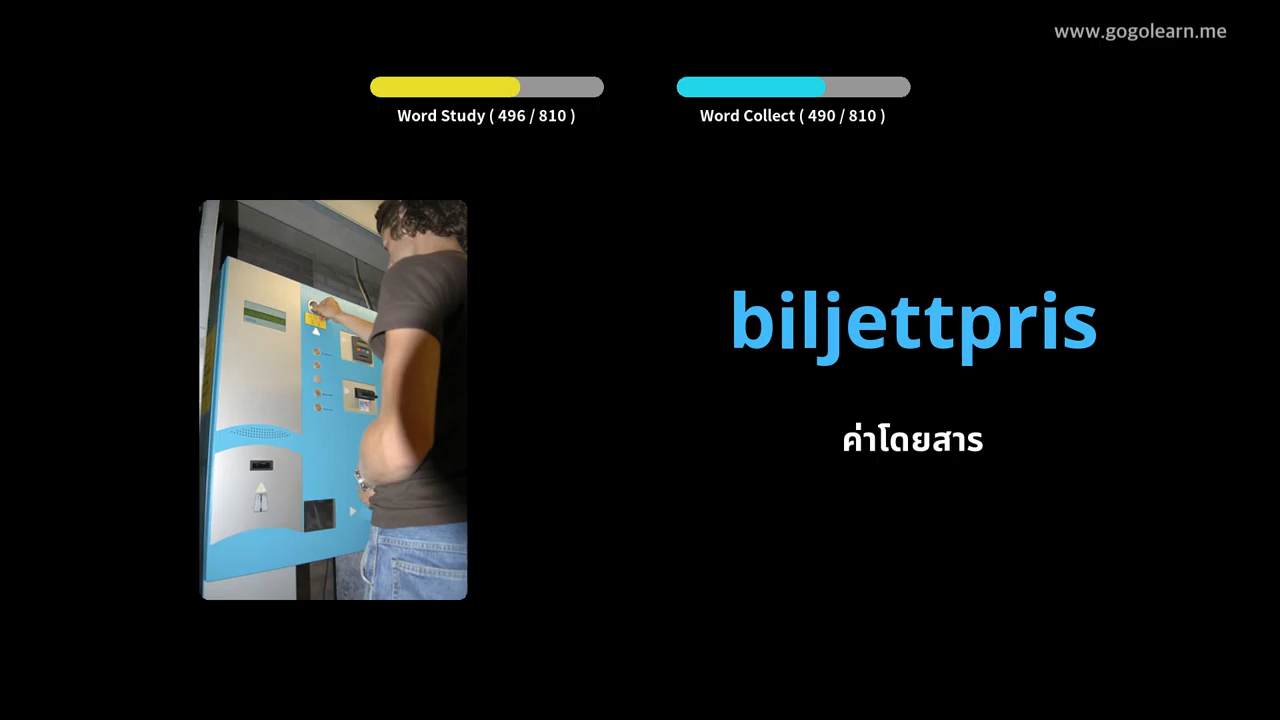 www.gogolearn.me
Word Study ( 496 / 810 )
Word Collect ( 490 / 810 )
biljettpris
ค่าโดยสาร